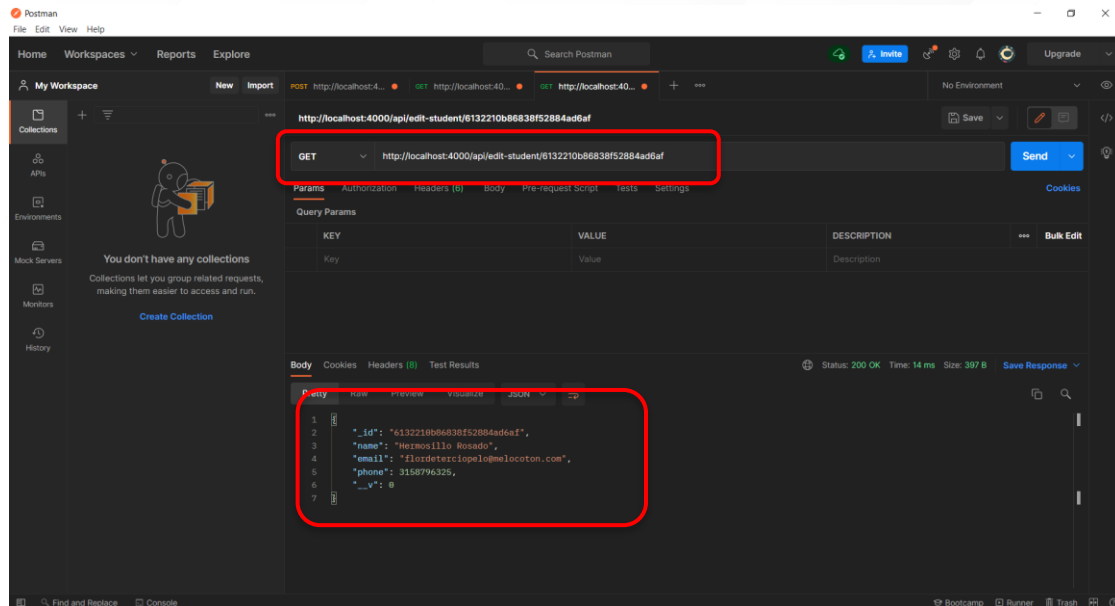 Postman
File Edit View Help
Home Workspaces Reports Explore Search Postman Invite Upgrade
My Workspace New Import POST http://localhost:4... GET http://localhost:40... GET http://localhost:40... No Environment
Collections
APIs
Environments
Mock Servers
Monitors
History
You don't have any collections
Collections let you group related requests,
making them easier to access and run.
Create Collection
http://localhost:4000/api/edit-student/6132210b86838f52884ad6af Save
GET http://localhost:4000/api/edit-student/6132210b86838f52884ad6af Send
Params Authorization Headers (6) Body Pre-request Script Tests Settings Cookies
Query Params
KEY VALUE DESCRIPTION Bulk Edit
Key Value Description
Body Cookies Headers (8) Test Results Status: 200 OK Time: 14 ms Size: 397 B Save Response
Pretty Raw Preview Visualize JSON
1 {
2 "_id": "6132210b86838f52884ad6af",
3 "name": "Hermosillo Rosado",
4 "email": "flordeterciopelo@melocoton.com",
5 "phone": 3158796325,
6 "__v": 0
7 }
Find and Replace Console Bootcamp Runner Trash